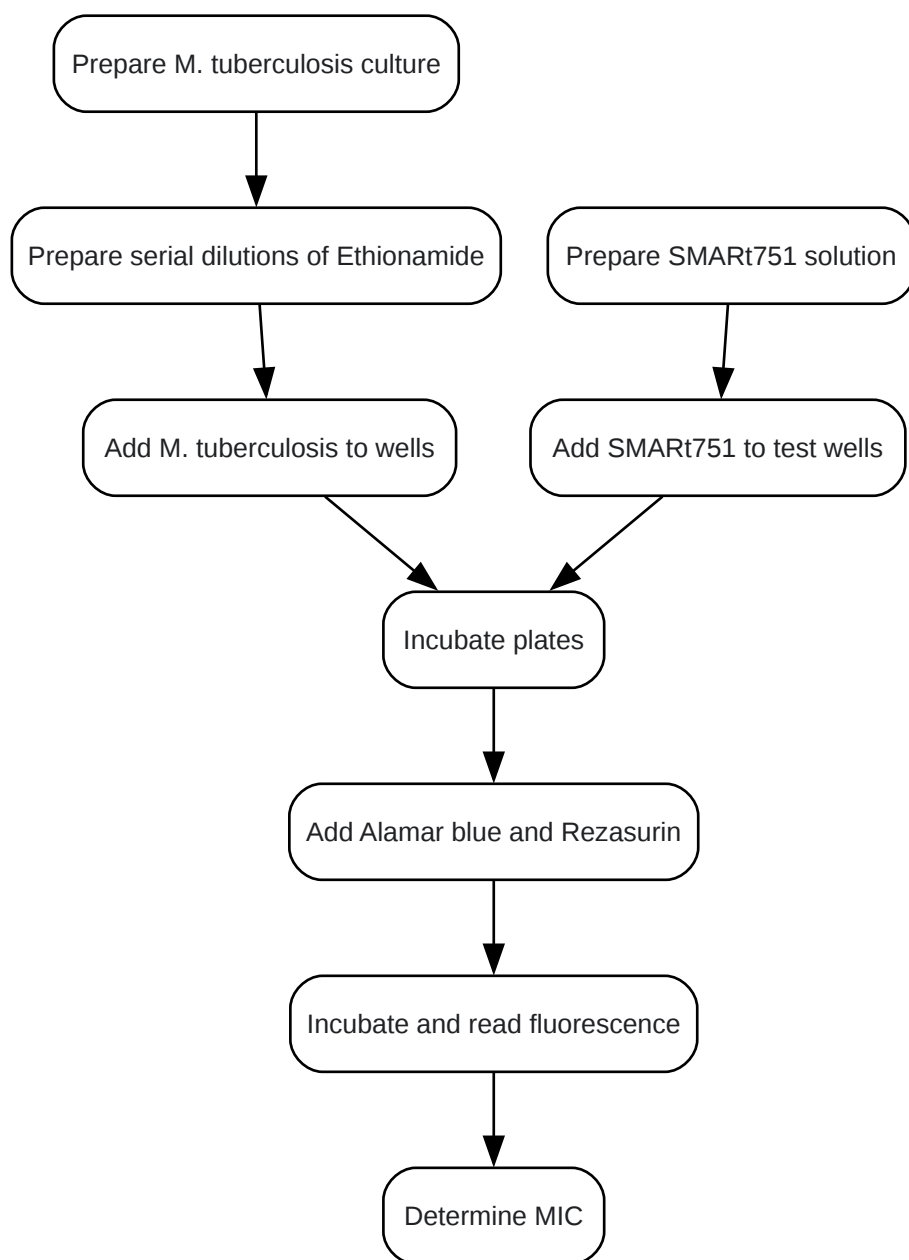 Prepare M. tuberculosis culture
Prepare serial dilutions of Ethionamide
Prepare SMARt751 solution
Add M. tuberculosis to wells
Add SMARt751 to test wells
Incubate plates
Add Alamar blue and Rezasurin
Incubate and read fluorescence
Determine MIC